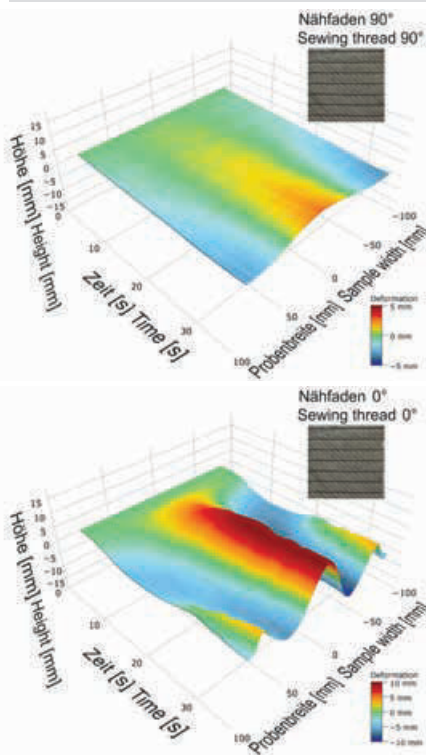 Nähfaden 90°
Sewing thread 90°
Höhe [mm] Height [mm]
15
10
5
0
-5
-10
-15
0
10
20
30
Zeit [s] Time [s]
100
50
0
-50
-100
Probenbreite [mm] Sample width [mm]
Deformation
5 mm
0 mm
-5 mm
Nähfaden 0°
Sewing thread 0°
Höhe [mm] Height [mm]
15
10
5
0
-5
-10
-15
0
10
20
30
Zeit [s] Time [s]
100
50
0
-50
-100
Probenbreite [mm] Sample width [mm]
Deformation
10 mm
5 mm
0 mm
-5 mm
-10 mm